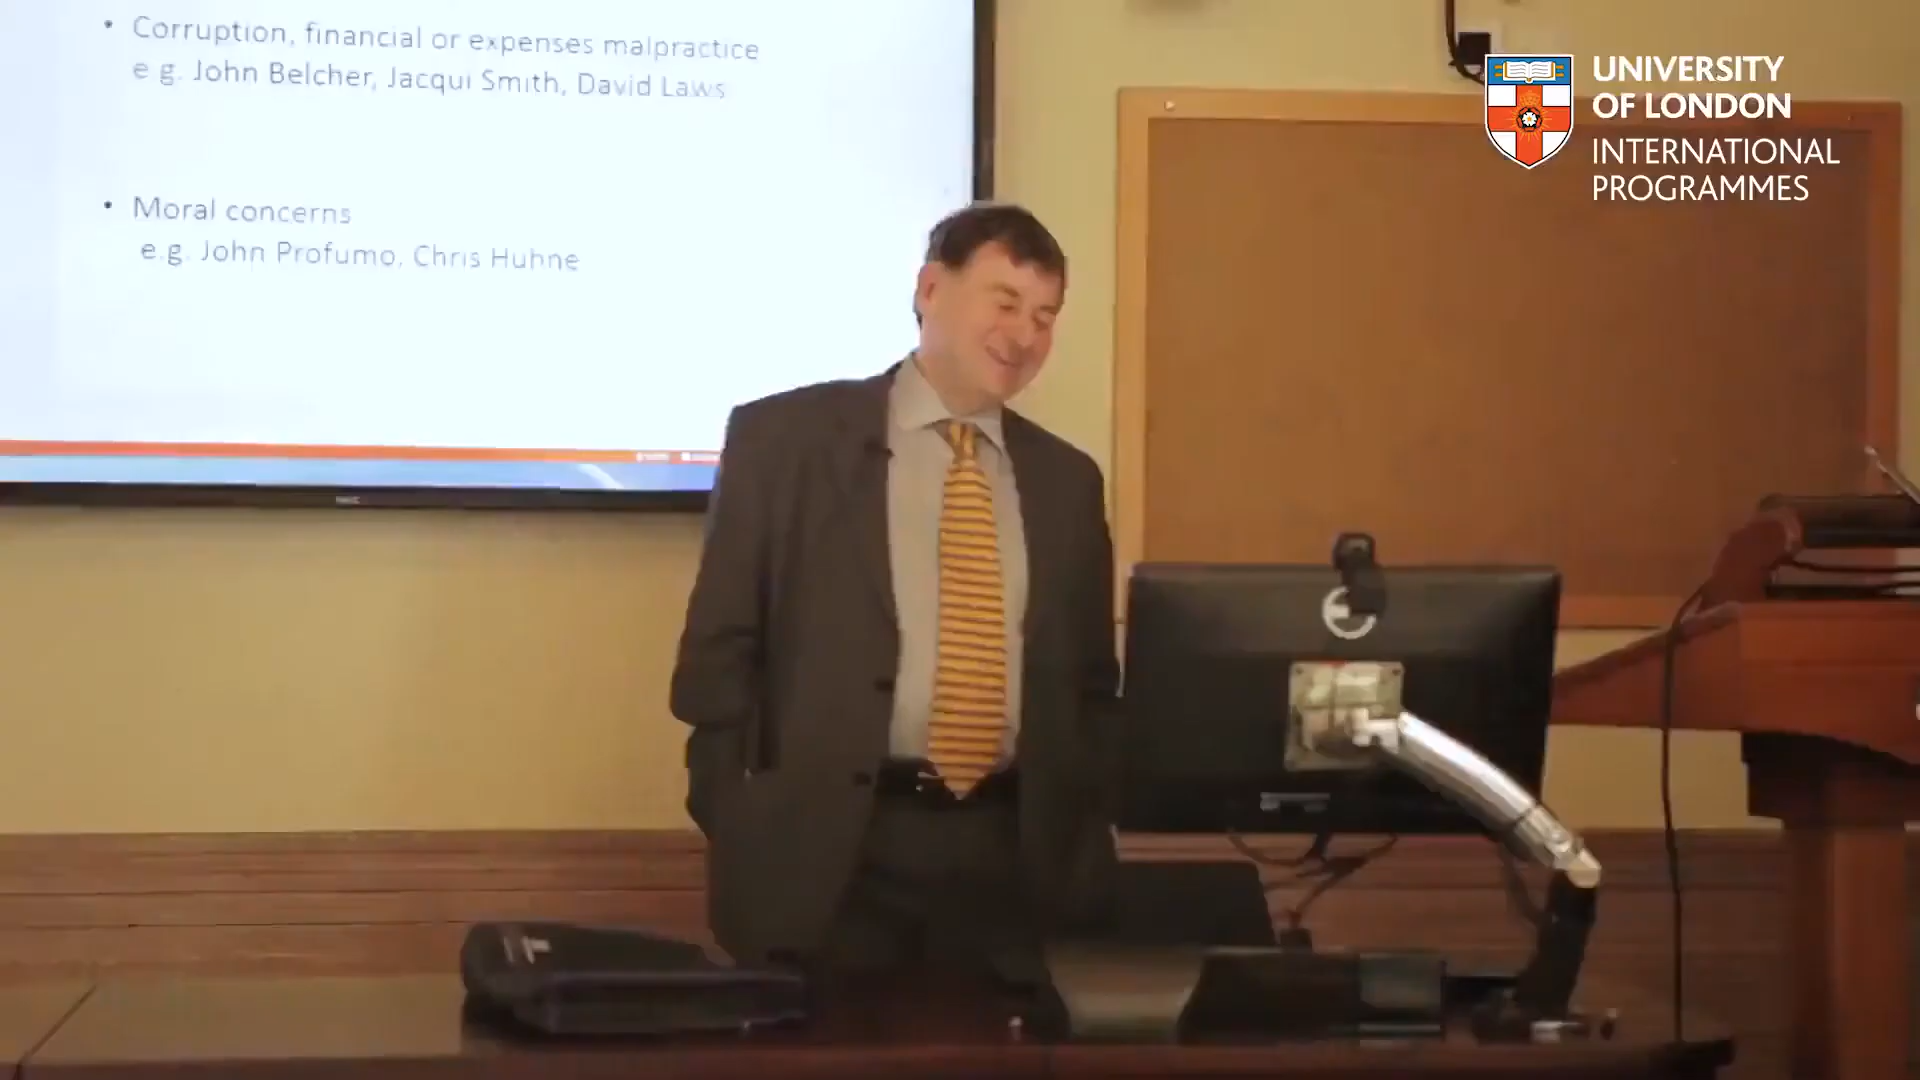 • Corruption, financial or expenses malpractice
e g. John Belcher, Jacqui Smith, David Laws
• Moral concerns
e.g. John Profumo, Chris Huhne
UNIVERSITY
OF LONDON
INTERNATIONAL
PROGRAMMES
NEC